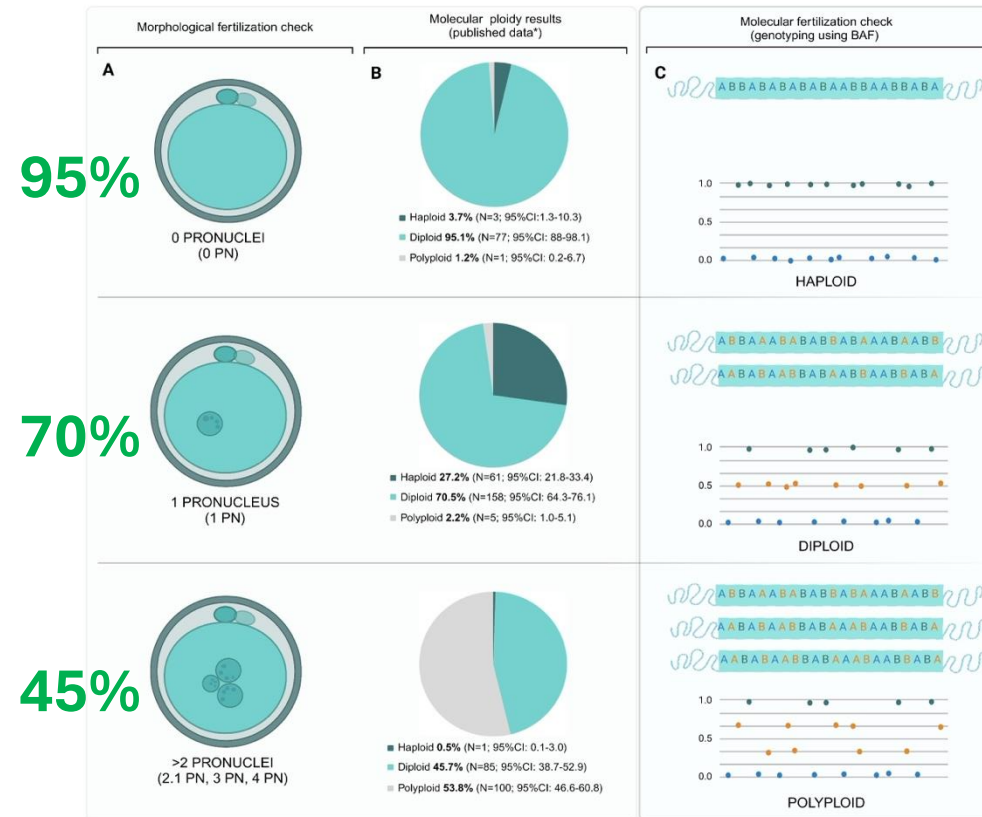 Morphological fertilization check
Molecular ploidy results
(published data*)
Molecular fertilization check
(genotyping using BAF)
A
B
C
95%
0 PRONUCLEI
(0 PN)
Haploid 3.7% (N=3; 95%CI:1.3-10.3)
Diploid 95.1% (N=77; 95%CI: 88-98.1)
Polyploid 1.2% (N=1; 95%CI: 0.2-6.7)
ABBABABABABAABBAABBABA
1.0
0.5
0.0
HAPLOID
70%
1 PRONUCLEUS
(1 PN)
Haploid 27.2% (N=61; 95%CI: 21.8-33.4)
Diploid 70.5% (N=158; 95%CI: 64.3-76.1)
Polyploid 2.2% (N=5; 95%CI: 1.0-5.1)
ABBAAABABABBABAAABAABB
AABABAABBABAABBAABBABA
1.0
0.5
0.0
DIPLOID
45%
>2 PRONUCLEI
(2.1 PN, 3 PN, 4 PN)
Haploid 0.5% (N=1; 95%CI: 0.1-3.0)
Diploid 45.7% (N=85; 95%CI: 38.7-52.9)
Polyploid 53.8% (N=100; 95%CI: 46.6-60.8)
ABBAAABABABBABAAABAABB
AABABAABBABAAABAABBABA
AABABAABBABAAABAABBABA
1.0
0.5
0.0
POLYPLOID